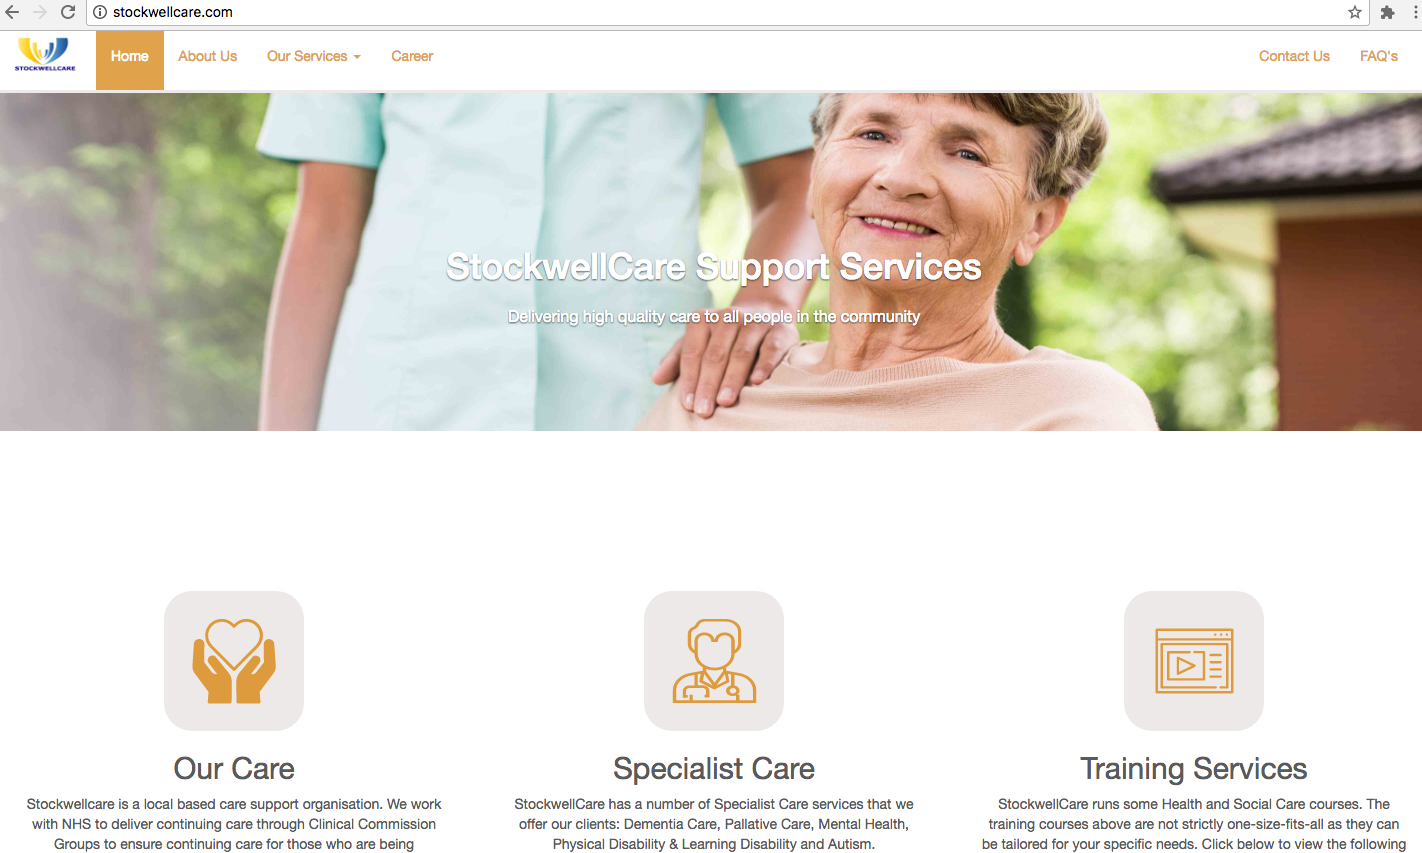 stockwellcare.com
STOCKWELLCARE
Home About Us Our Services Career Contact Us FAQ's
StockwellCare Support Services
Delivering high quality care to all people in the community
Our Care
Stockwellcare is a local based care support organisation. We work
with NHS to deliver continuing care through Clinical Commission
Groups to ensure continuing care for those who are being
Specialist Care
StockwellCare has a number of Specialist Care services that we
offer our clients: Dementia Care, Pallative Care, Mental Health,
Physical Disability & Learning Disability and Autism.
Training Services
StockwellCare runs some Health and Social Care courses. The
training courses above are not strictly one-size-fits-all as they can
be tailored for your specific needs. Click below to view the following